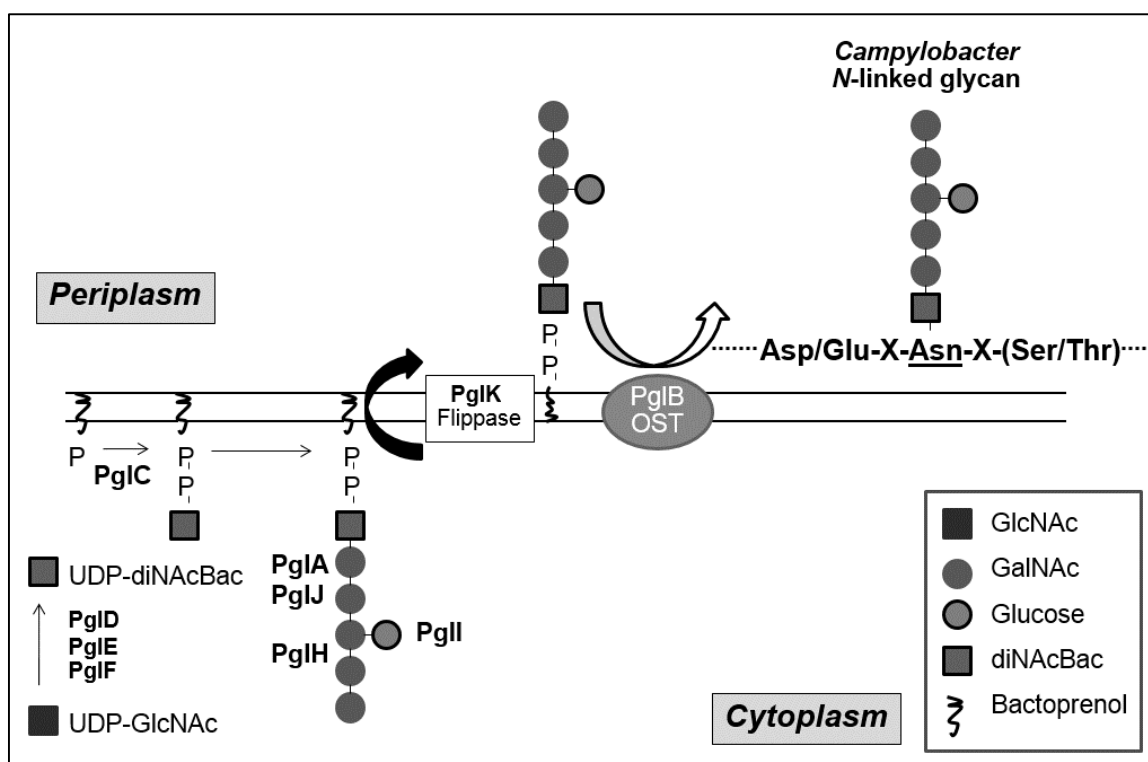 Campylobacter
N-linked glycan
Periplasm
P
P
Asp/Glu-X-Asn-X-(Ser/Thr)
PglK
Flippase
PglB
OST
P
PglC
P
P
P
P
UDP-diNAcBac
PglD
PglE
PglF
UDP-GlcNAc
PglA
PglJ
PglH
PglI
Cytoplasm
GlcNAc
GalNAc
Glucose
diNAcBac
Bactoprenol